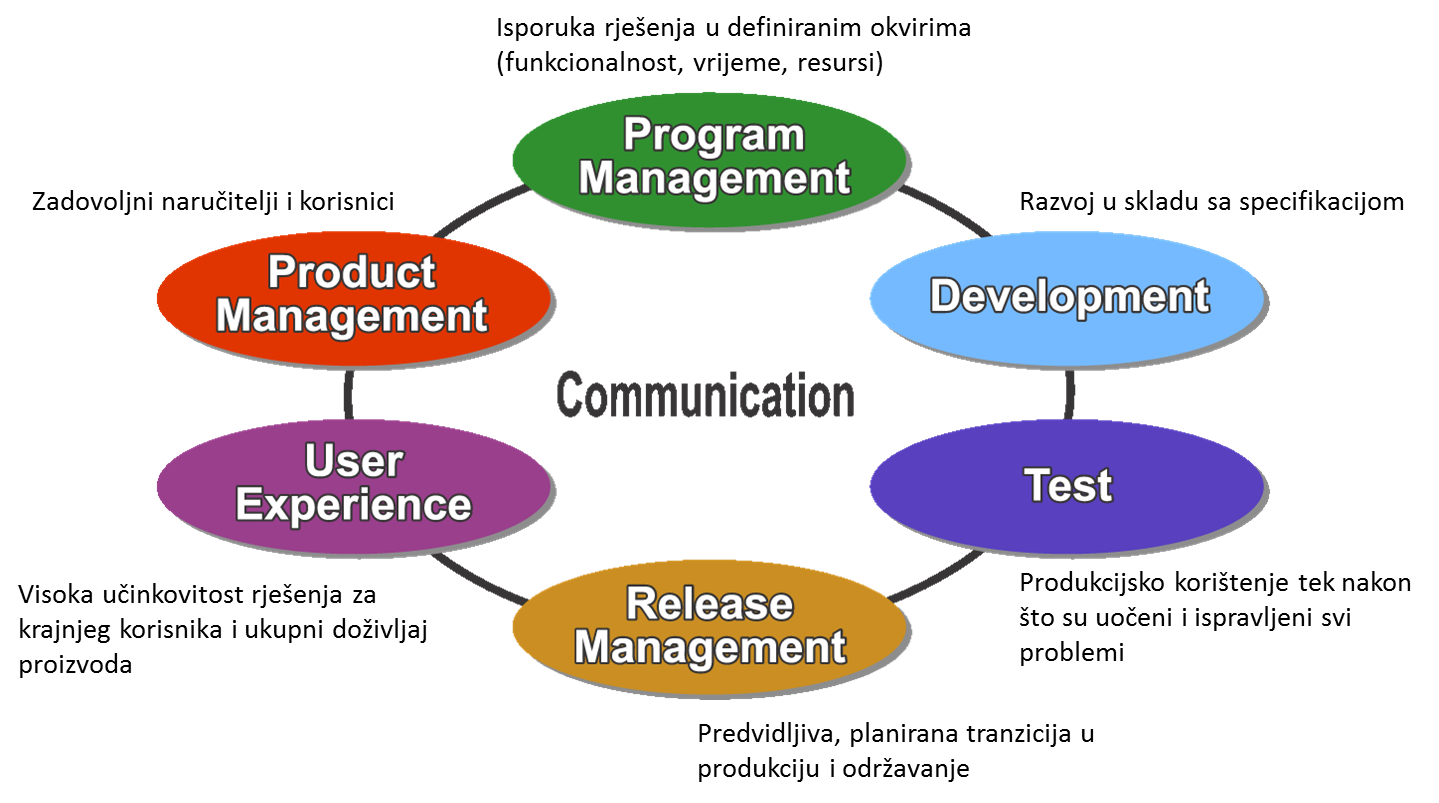 Isporuka rješenja u definiranim okvirima
(funkcionalnost, vrijeme, resursi)
Program
Management
Zadovoljni naručitelji i korisnici
Razvoj u skladu sa specifikacijom
Product
Management
Development
Communication
User
Experience
Test
Visoka učinkovitost rješenja za
krajnjeg korisnika i ukupni doživljaj
proizvoda
Release
Management
Produkcijsko korištenje tek nakon
što su uočeni i ispravljeni svi
problemi
Predvidljiva, planirana tranzicija u
produkciju i održavanje